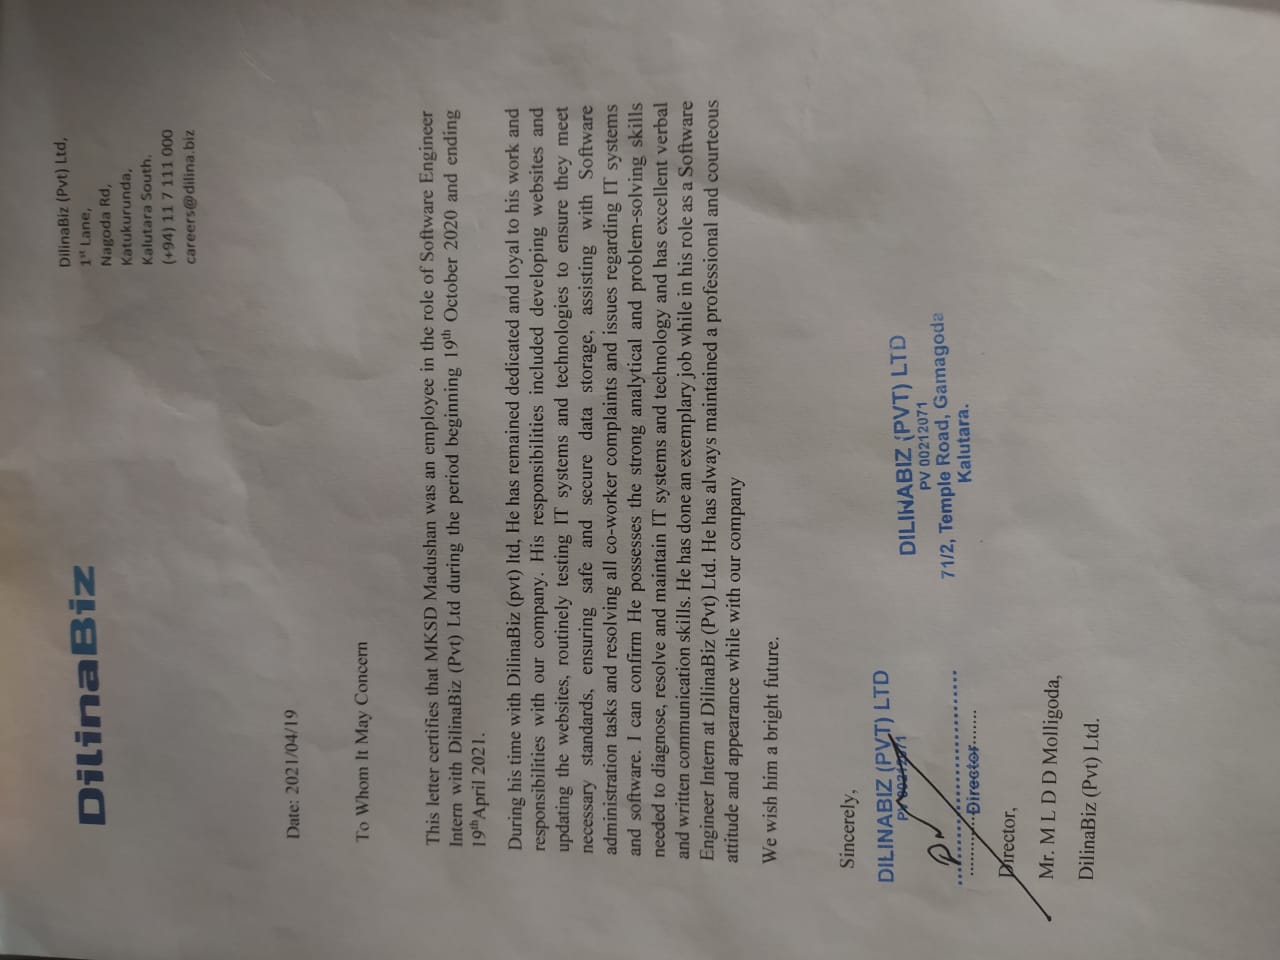 DilinaBiz
DilinaBiz (Pvt) Ltd,
1st Lane,
Nagoda Rd,
Katukurunda,
Kalutara South.
(+94) 11 7 111 000
careers@dilina.biz
Date: 2021/04/19
To Whom It May Concern
This letter certifies that MKSD Madushan was an employee in the role of Software Engineer
Intern with DilinaBiz (Pvt) Ltd during the period beginning 19th October 2020 and ending
19th April 2021.
During his time with DilinaBiz (pvt) ltd, He has remained dedicated and loyal to his work and
responsibilities with our company. His responsibilities included developing websites and
updating the websites, routinely testing IT systems and technologies to ensure they meet
necessary standards, ensuring safe and secure data storage, assisting with Software
administration tasks and resolving all co-worker complaints and issues regarding IT systems
and software. I can confirm He possesses the strong analytical and problem-solving skills
needed to diagnose, resolve and maintain IT systems and technology and has excellent verbal
and written communication skills. He has done an exemplary job while in his role as a Software
Engineer Intern at DilinaBiz (Pvt) Ltd. He has always maintained a professional and courteous
attitude and appearance while with our company
We wish him a bright future.
Sincerely,
DILINABIZ (PVT) LTD
PV 00212071
Director
DILINABIZ (PVT) LTD
PV 00212071
71/2, Temple Road, Gamagoda
Kalutara.
Director,
Mr. M L D D Molligoda,
DilinaBiz (Pvt) Ltd.